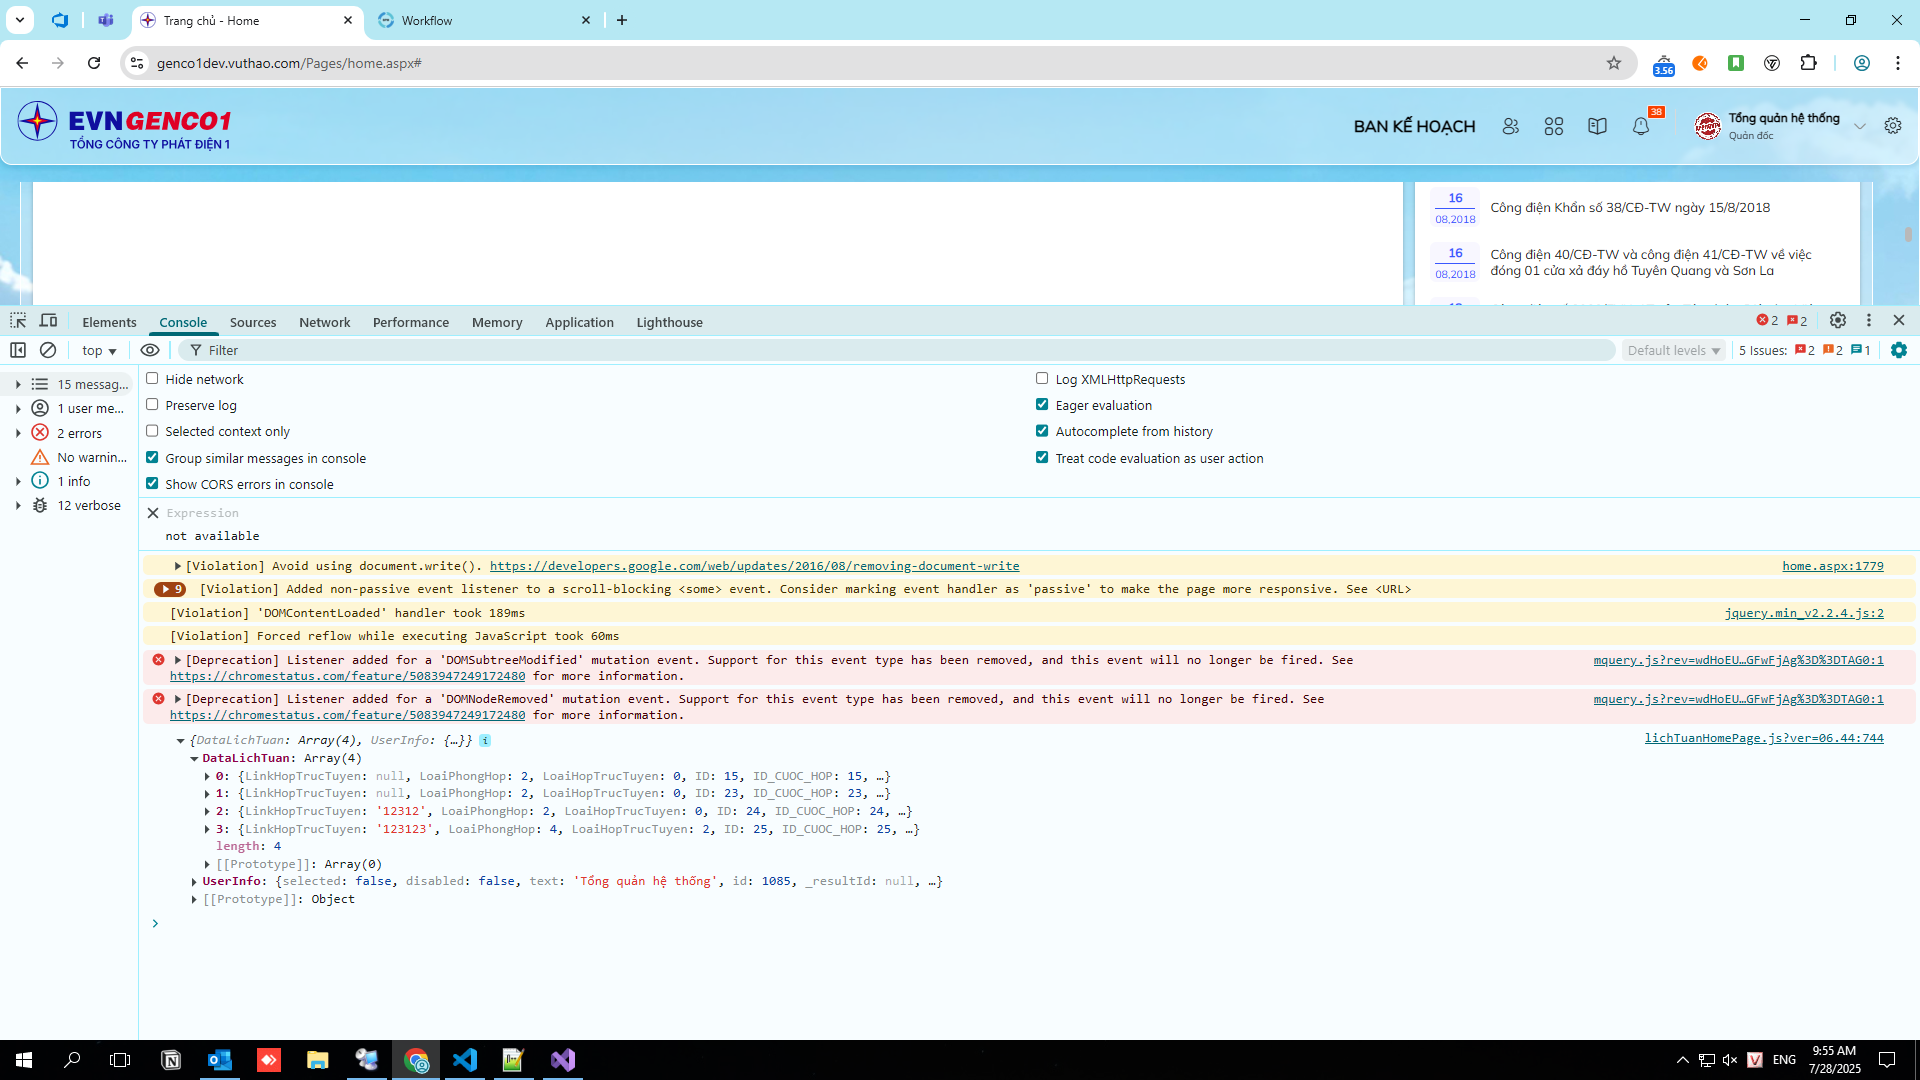 Trang chủ - Home
Workflow
genco1dev.vuthao.com/Pages/home.aspx#
3.56
EVNGENCO1
TỔNG CÔNG TY PHÁT ĐIỆN 1
BAN KẾ HOẠCH
38
Tổng quản hệ thống
Quản đốc
16
08,2018
Công điện Khẩn số 38/CĐ-TW ngày 15/8/2018
16
08,2018
Công điện 40/CĐ-TW và công điện 41/CĐ-TW về việc
đóng 01 cửa xả đáy hồ Tuyên Quang và Sơn La
Elements
Console
Sources
Network
Performance
Memory
Application
Lighthouse
2
2
top
Filter
Default levels
5 Issues:
2
2
1
15 messag...
1 user me...
2 errors
No warnin...
1 info
12 verbose
Hide network
Preserve log
Selected context only
Group similar messages in console
Show CORS errors in console
Log XMLHttpRequests
Eager evaluation
Autocomplete from history
Treat code evaluation as user action
Expression
not available
[Violation] Avoid using document.write(). https://developers.google.com/web/updates/2016/08/removing-document-write
home.aspx:1779
9
[Violation] Added non-passive event listener to a scroll-blocking <some> event. Consider marking event handler as 'passive' to make the page more responsive. See <URL>
[Violation] 'DOMContentLoaded' handler took 189ms
jquery.min_v2.2.4.js:2
[Violation] Forced reflow while executing JavaScript took 60ms
[Deprecation] Listener added for a 'DOMSubtreeModified' mutation event. Support for this event type has been removed, and this event will no longer be fired. See
mquery.js?rev=wdHoEU…GFwFjAg%3D%3DTAG0:1
https://chromestatus.com/feature/5083947249172480 for more information.
[Deprecation] Listener added for a 'DOMNodeRemoved' mutation event. Support for this event type has been removed, and this event will no longer be fired. See
mquery.js?rev=wdHoEU…GFwFjAg%3D%3DTAG0:1
https://chromestatus.com/feature/5083947249172480 for more information.
{DataLichTuan: Array(4), UserInfo: {…}} i
lichTuanHomePage.js?ver=06.44:744
DataLichTuan: Array(4)
0: {LinkHopTrucTuyen: null, LoaiPhongHop: 2, LoaiHopTrucTuyen: 0, ID: 15, ID_CUOC_HOP: 15, …}
1: {LinkHopTrucTuyen: null, LoaiPhongHop: 2, LoaiHopTrucTuyen: 0, ID: 23, ID_CUOC_HOP: 23, …}
2: {LinkHopTrucTuyen: '12312', LoaiPhongHop: 2, LoaiHopTrucTuyen: 0, ID: 24, ID_CUOC_HOP: 24, …}
3: {LinkHopTrucTuyen: '123123', LoaiPhongHop: 4, LoaiHopTrucTuyen: 2, ID: 25, ID_CUOC_HOP: 25, …}
length: 4
[[Prototype]]: Array(0)
UserInfo: {selected: false, disabled: false, text: 'Tổng quản hệ thống', id: 1085, _resultId: null, …}
[[Prototype]]: Object
ENG
9:55 AM
7/28/2025